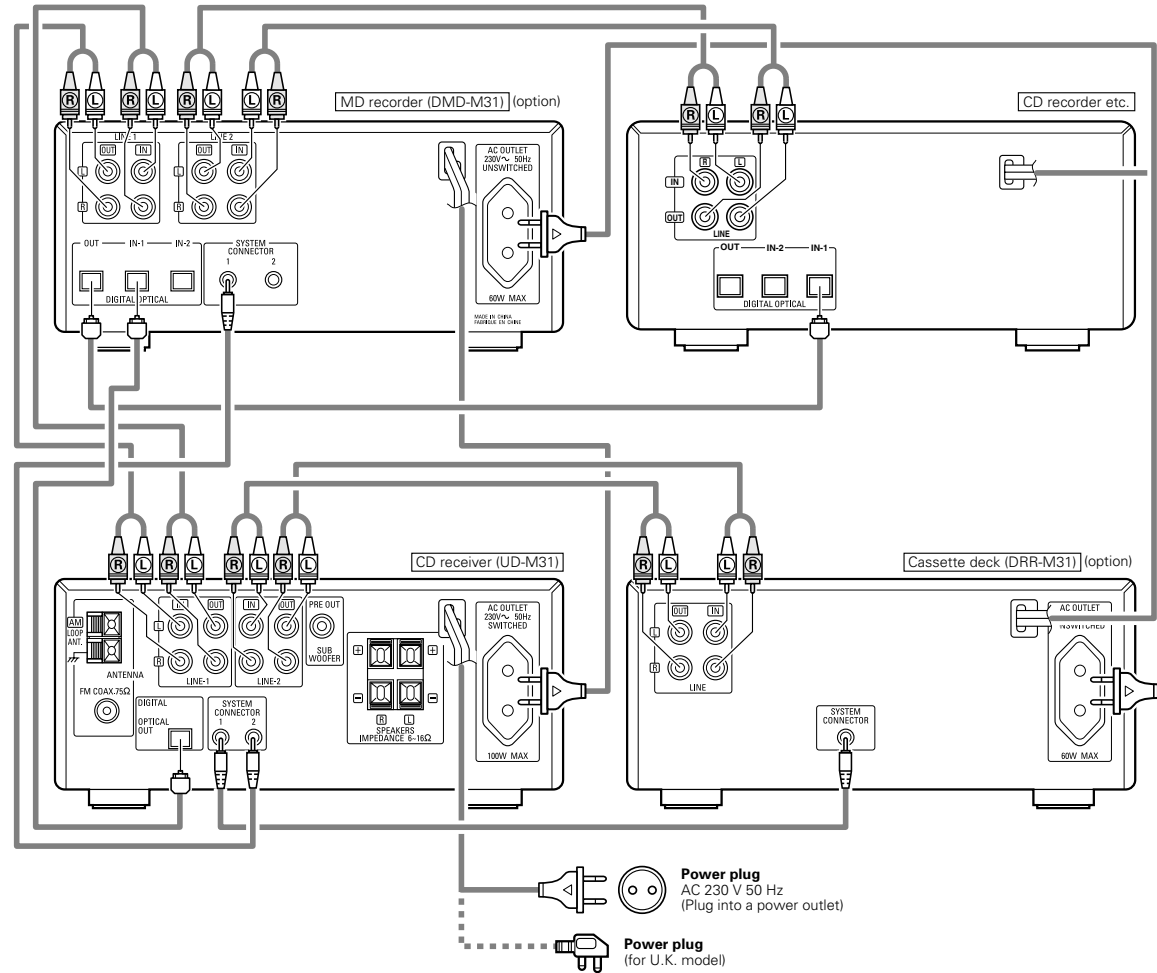 R L R L R L L R
MD recorder (DMD-M31) (option)
LINE 1 LINE 2
OUT IN OUT IN
L L
R R
OUT IN-1 IN-2
DIGITAL OPTICAL
SYSTEM
CONNECTOR
1 2
AC OUTLET
230V~ 50Hz
UNSWITCHED
60W MAX
MADE IN CHINA
FABRIQUE EN CHINE
R L R L
CD recorder etc.
R L
IN
OUT
LINE
OUT IN-2 IN-1
DIGITAL OPTICAL
R L R L R L R L
CD receiver (UD-M31)
AM
LOOP
ANT.
ANTENNA
FM COAX.75Ω
IN OUT IN OUT
L
R
LINE-1 LINE-2
PRE OUT
SUB
WOOFER
DIGITAL
OPTICAL
OUT
SYSTEM
CONNECTOR
1 2
+ +
− −
R L
SPEAKERS
IMPEDANCE 6~16Ω
AC OUTLET
230V~ 50Hz
SWITCHED
100W MAX
R L L R
Cassette deck (DRR-M31) (option)
OUT IN
L
R
LINE
SYSTEM
CONNECTOR
AC OUTLET
NSWITCHED
60W MAX
Power plug
AC 230 V 50 Hz
(Plug into a power outlet)
Power plug
(for U.K. model)